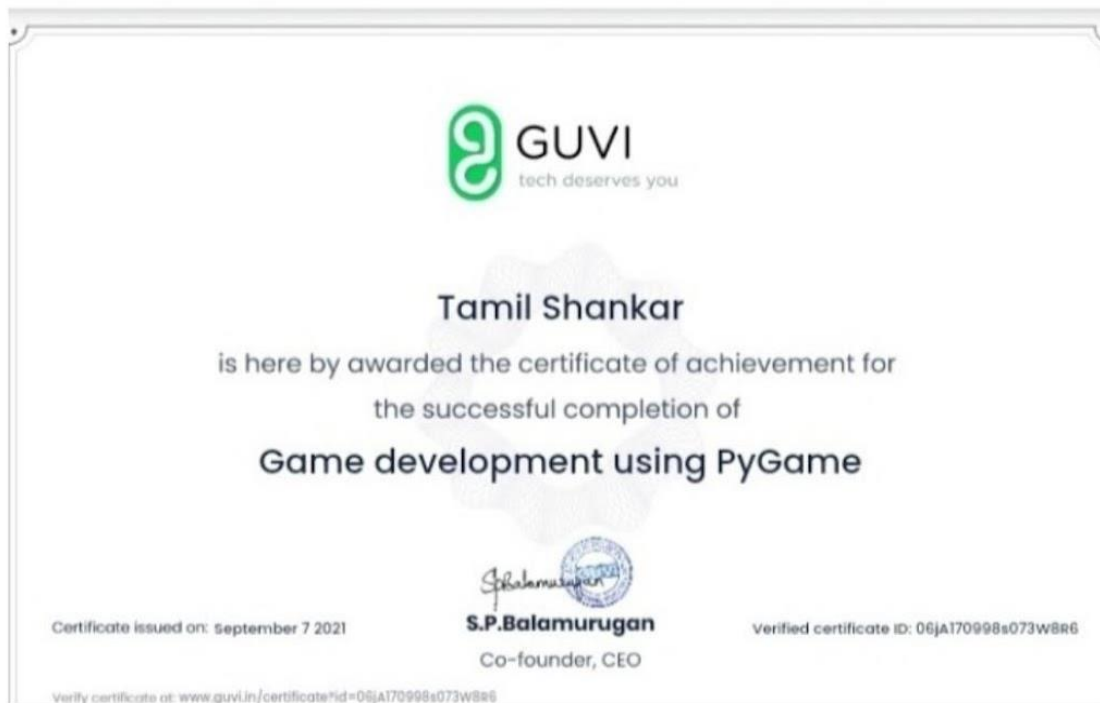 GUVI
tech deserves you
Tamil Shankar
is here by awarded the certificate of achievement for
the successful completion of
Game development using PyGame
GUVI
SpBalamurugan
S.P.Balamurugan
Co-founder, CEO
Certificate issued on: September 7 2021
Verified certificate ID: 06jA170998s073W8R6
Verify certificate at: www.guvi.in/certificate?id=06jA170998s073W8R6